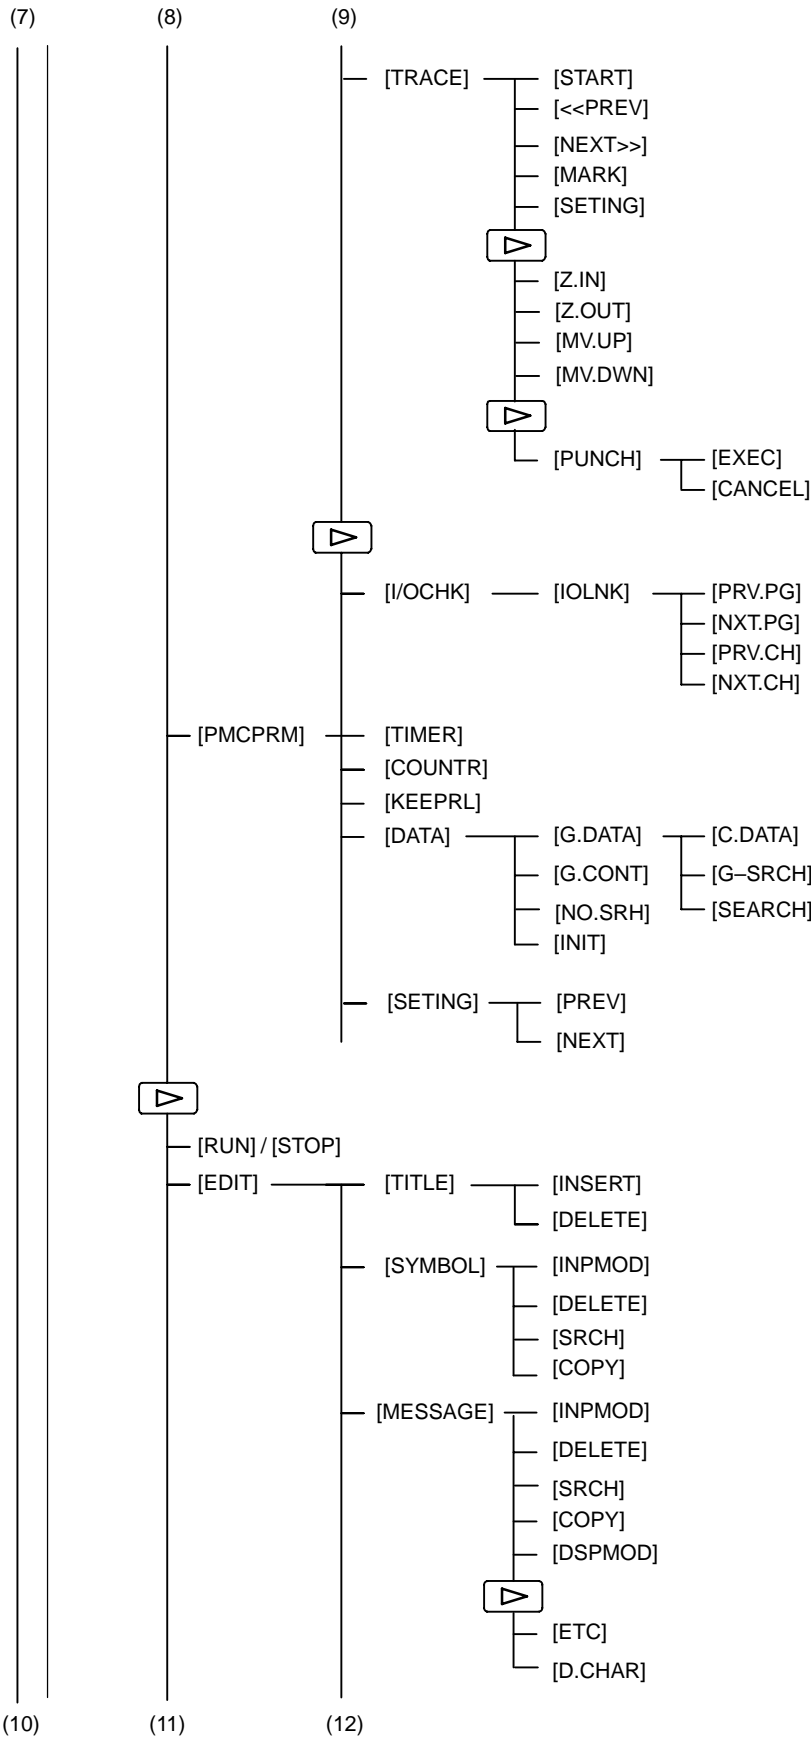 (7) (8) (9)
[TRACE] [START]
[<<PREV]
[NEXT>>]
[MARK]
[SETING]
[Z.IN]
[Z.OUT]
[MV.UP]
[MV.DWN]
[PUNCH] [EXEC]
[CANCEL]
[I/OCHK] [IOLNK] [PRV.PG]
[NXT.PG]
[PRV.CH]
[NXT.CH]
[PMCPRM] [TIMER]
[COUNTR]
[KEEPRL]
[DATA] [G.DATA] [C.DATA]
[G.CONT] [G–SRCH]
[NO.SRH] [SEARCH]
[INIT]
[SETING] [PREV]
[NEXT]
[RUN] / [STOP]
[EDIT] [TITLE] [INSERT]
[DELETE]
[SYMBOL] [INPMOD]
[DELETE]
[SRCH]
[COPY]
[MESSAGE] [INPMOD]
[DELETE]
[SRCH]
[COPY]
[DSPMOD]
[ETC]
[D.CHAR]
(10) (11) (12)